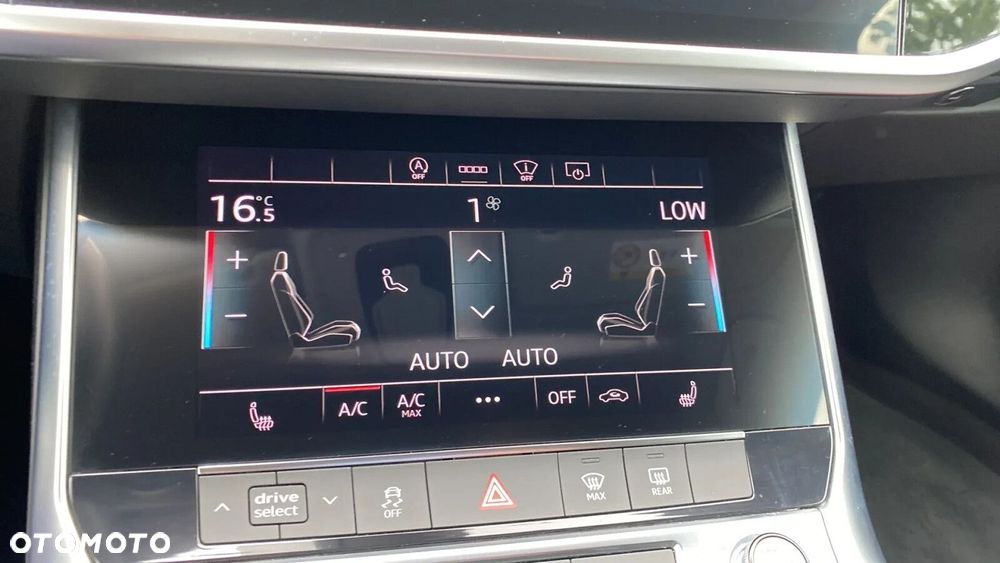 A OFF
i OFF
16.5 °C 1 LOW
+ +
- -
AUTO AUTO
A/C A/C MAX ••• OFF
drive select OFF MAX REAR
OTOMOTO